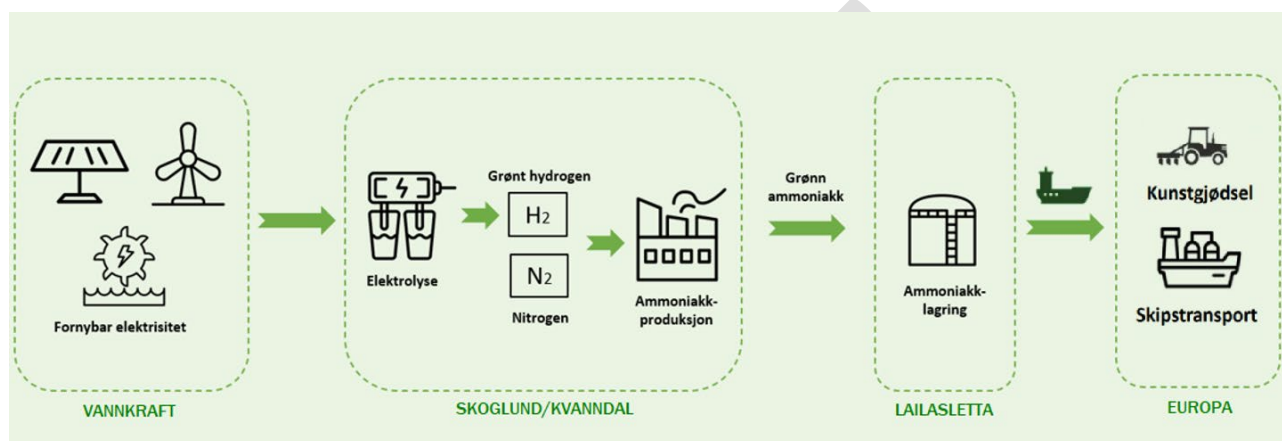 Fornybar elektrisitet
VANNKRAFT
Elektrolyse
Grønt hydrogen
H2
N2
Nitrogen
Ammoniakk-
produksjon
SKOGLUND/KVANNDAL
Grønn
ammoniakk
Ammoniakk-
lagring
LAILASLETTA
Kunstgjødsel
Skipstransport
EUROPA